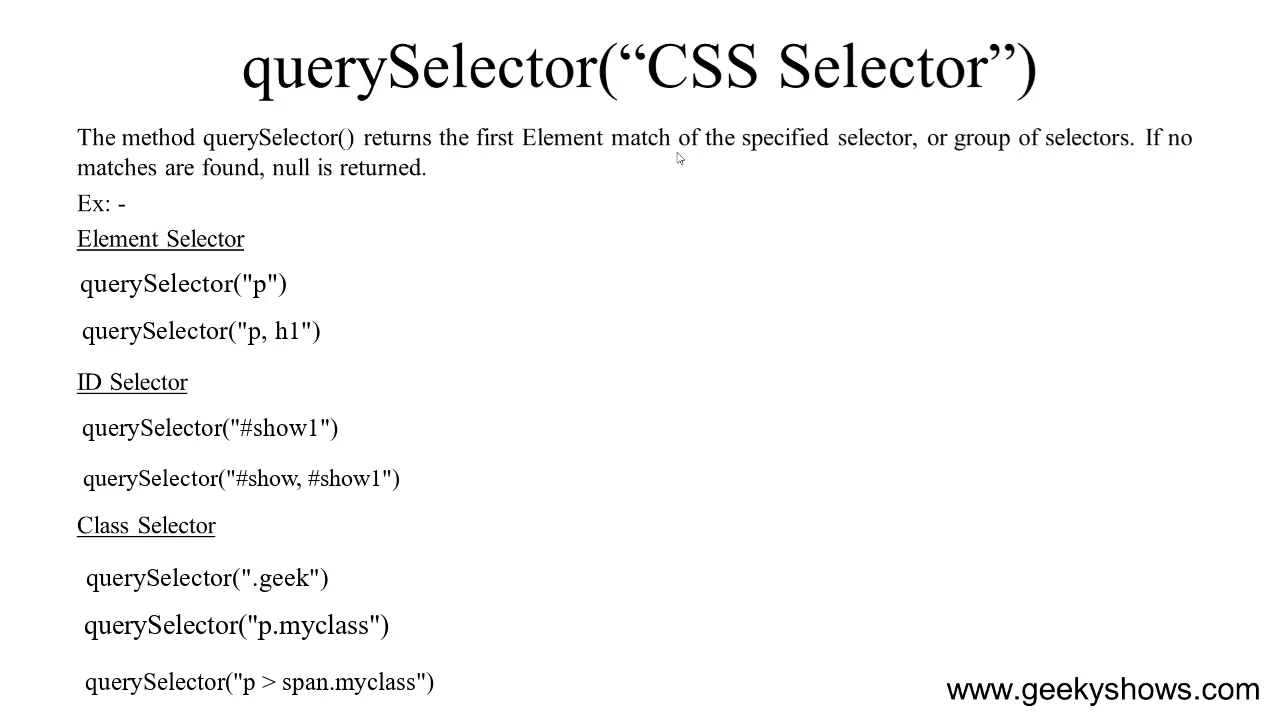 querySelector(“CSS Selector”)
The method querySelector() returns the first Element match of the specified selector, or group of selectors. If no
matches are found, null is returned.
Ex: -
Element Selector
querySelector("p")
querySelector("p, h1")
ID Selector
querySelector("#show1")
querySelector("#show, #show1")
Class Selector
querySelector(".geek")
querySelector("p.myclass")
querySelector("p > span.myclass")
www.geekyshows.com